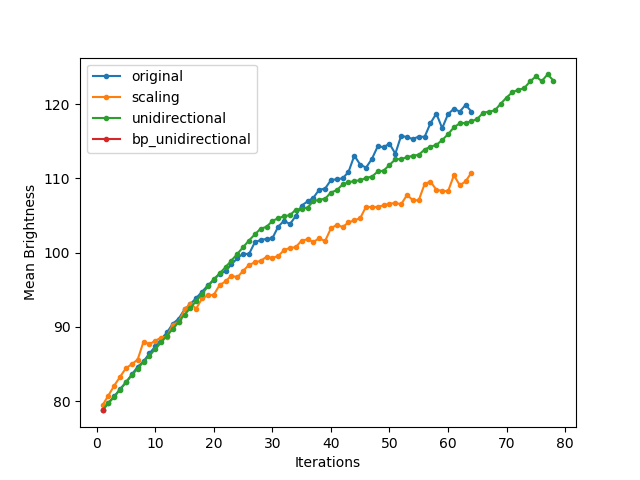 original
scaling
unidirectional
bp_unidirectional
120
110
100
90
80
Mean Brightness
0 10 20 30 40 50 60 70 80
Iterations